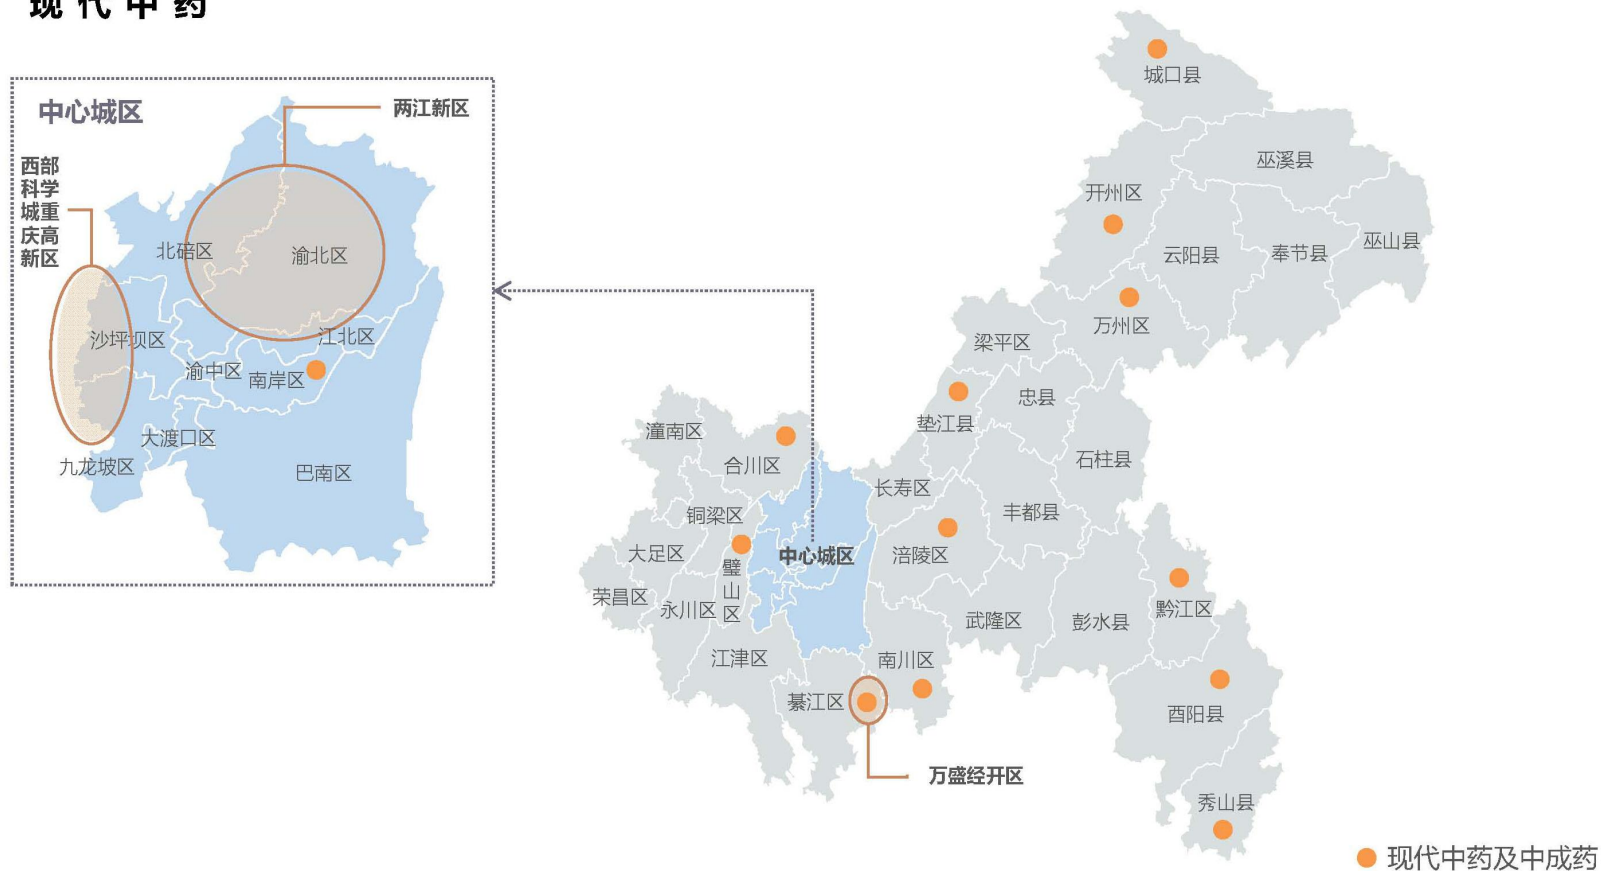 现代中药
中心城区
两江新区
西部
科学
城重
庆高
新区
北碚区
渝北区
沙坪坝区
江北区
渝中区
南岸区
大渡口区
九龙坡区
巴南区
城口县
巫溪县
开州区
云阳县
奉节县
巫山县
万州区
梁平区
忠县
垫江县
石柱县
潼南区
合川区
长寿区
丰都县
铜梁区
中心城区
涪陵区
大足区
璧
山
区
荣昌区
永川区
武隆区
彭水县
黔江区
江津区
南川区
綦江区
酉阳县
万盛经开区
秀山县
现代中药及中成药